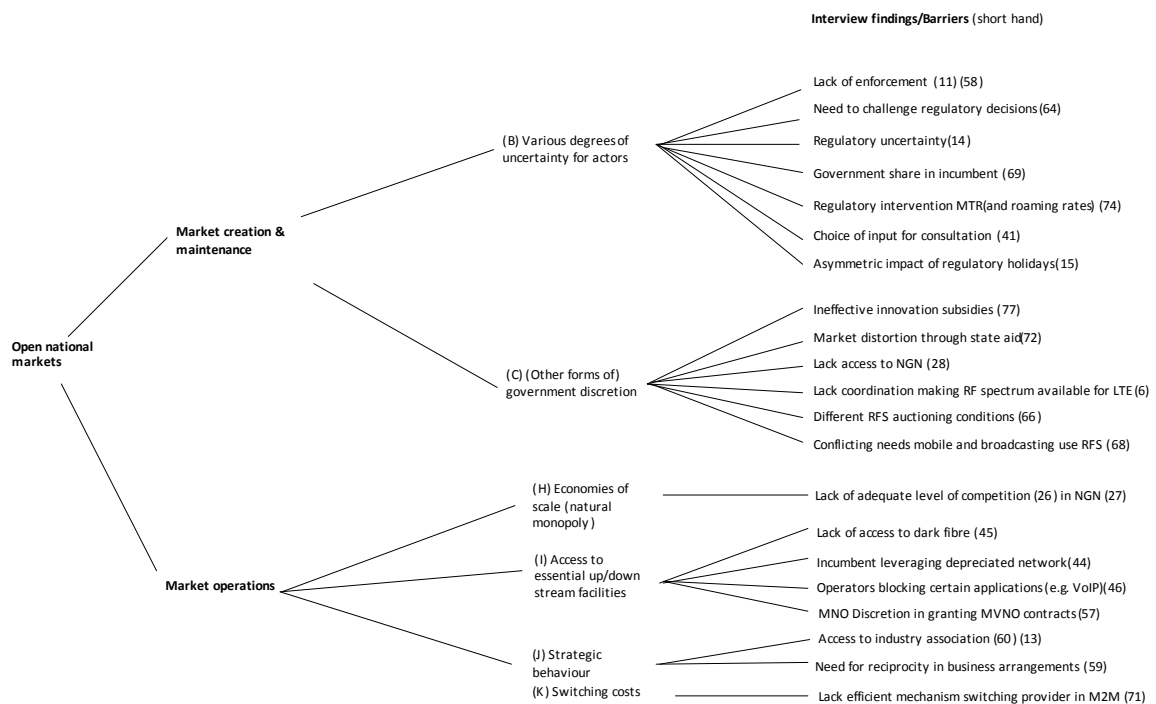 Interview findings/Barriers (short hand)
Lack of enforcement (11) (58)
Need to challenge regulatory decisions (64)
(B) Various degrees of
uncertainty for actors
Regulatory uncertainty (14)
Government share in incumbent (69)
Regulatory intervention MTR(and roaming rates) (74)
Choice of input for consultation (41)
Asymmetric impact of regulatory holidays (15)
Market creation &
maintenance
Open national
markets
(C) (Other forms of)
government discretion
Ineffective innovation subsidies (77)
Market distortion through state aid(72)
Lack access to NGN (28)
Lack coordination making RF spectrum available for LTE (6)
Different RFS auctioning conditions (66)
Conflicting needs mobile and broadcasting use RFS (68)
Market operations
(H) Economies of
scale (natural
monopoly)
Lack of adequate level of competition (26) in NGN (27)
(I) Access to
essential up/down
stream facilities
Lack of access to dark fibre (45)
Incumbent leveraging depreciated network(44)
Operators blocking certain applications (e.g. VoIP)(46)
MNO Discretion in granting MVNO contracts(57)
(J) Strategic
behaviour
Access to industry association (60) (13)
Need for reciprocity in business arrangements (59)
(K) Switching costs
Lack efficient mechanism switching provider in M2M (71)